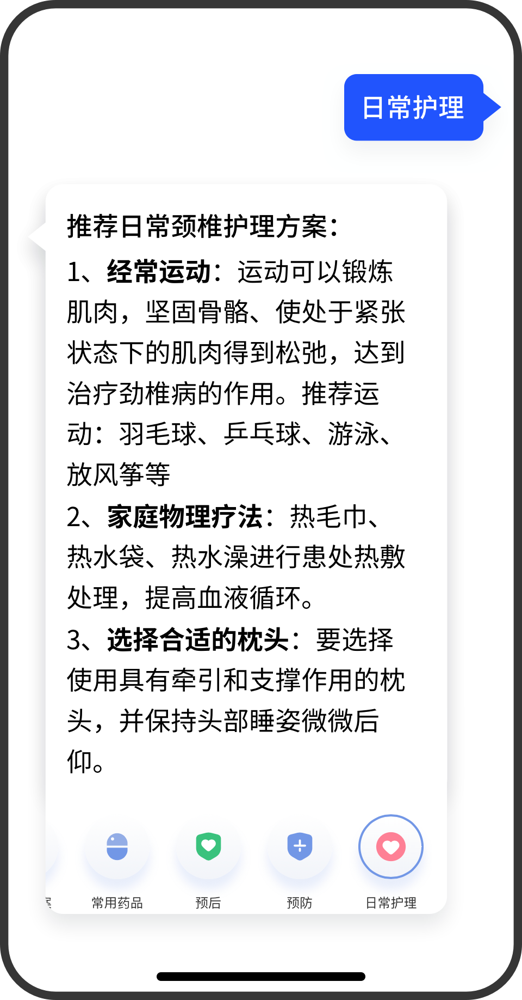 日常护理
推荐日常颈椎护理方案：
1、经常运动：运动可以锻炼
肌肉，坚固骨骼、使处于紧张
状态下的肌肉得到松弛，达到
治疗劲椎病的作用。推荐运
动：羽毛球、乒乓球、游泳、
放风筝等
2、家庭物理疗法：热毛巾、
热水袋、热水澡进行患处热敷
处理，提高血液循环。
3、选择合适的枕头：要选择
使用具有牵引和支撑作用的枕
头，并保持头部睡姿微微后
仰。
常用药品 预后 预防 日常护理